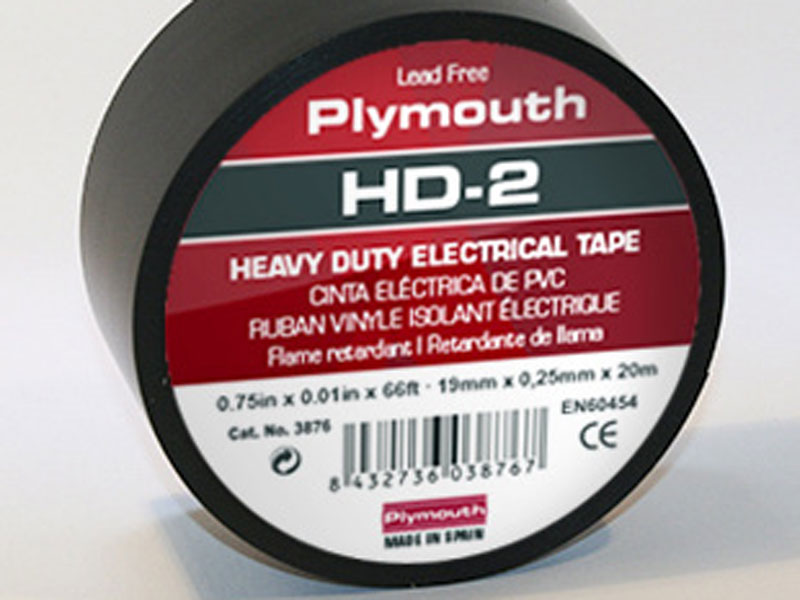 Lead Free
Plymouth
HD-2
HEAVY DUTY ELECTRICAL TAPE
CINTA ELÉCTRICA DE PVC
RUBAN VINYLE ISOLANT ÉLECTRIQUE
Flame retardant | Retardante de llama
0.75in x 0.01in x 66ft · 19mm x 0,25mm x 20m
Cat. No. 3876
EN60454
CE
8 432736 038767
Plymouth
MADE IN SPAIN